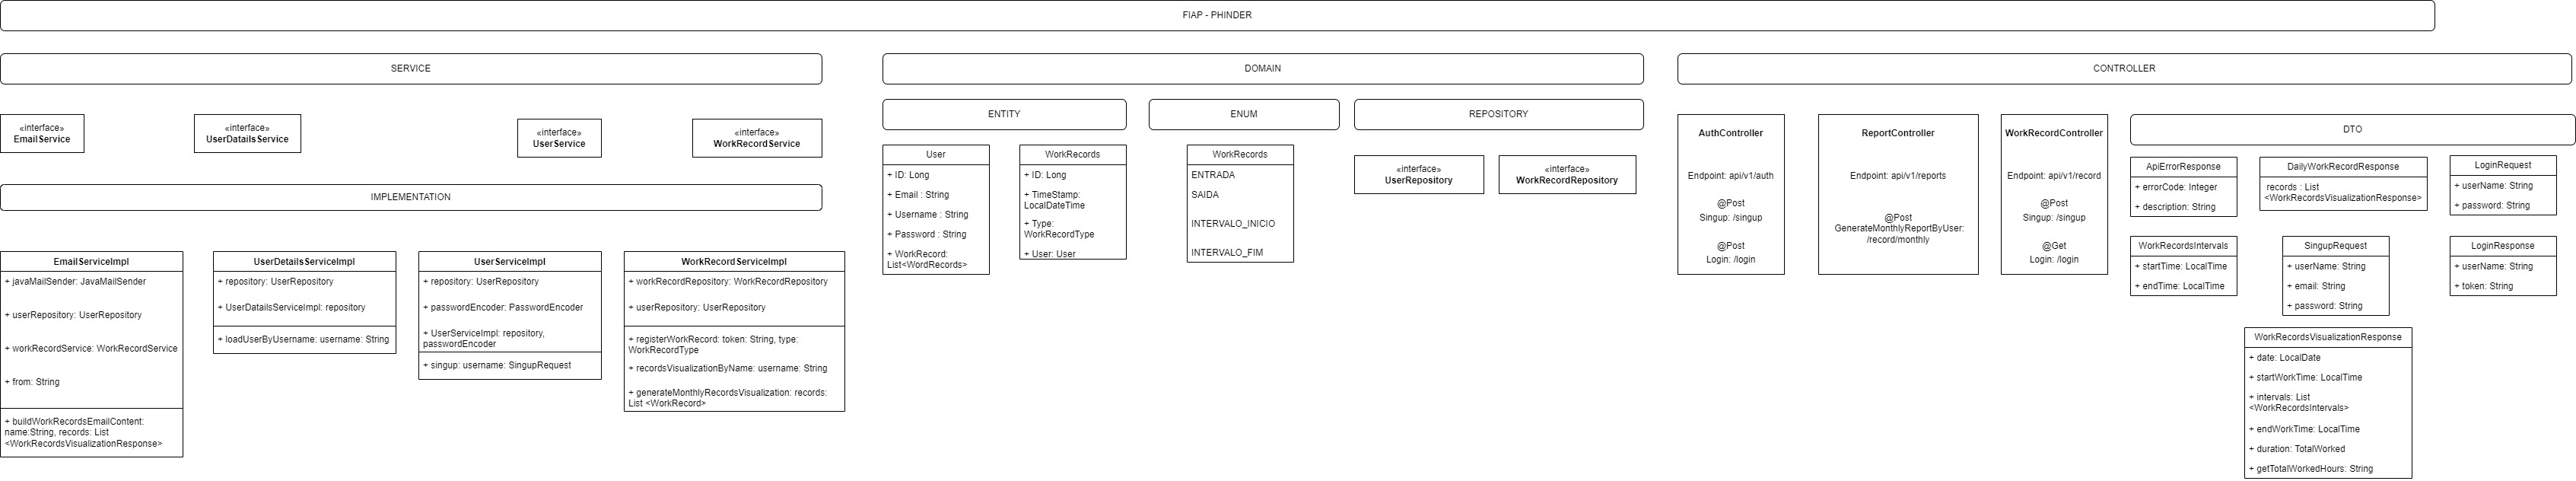 FIAP - PHINDER
SERVICE
«interface»
EmailService
«interface»
UserDatailsService
«interface»
UserService
«interface»
WorkRecordService
IMPLEMENTATION
EmailServiceImpl
+ javaMailSender: JavaMailSender
+ userRepository: UserRepository
+ workRecordService: WorkRecordService
+ from: String
+ buildWorkRecordsEmailContent:
name:String, records: List
<WorkRecordsVisualizationResponse>
UserDetailsServiceImpl
+ repository: UserRepository
+ UserDatailsServiceImpl: repository
+ loadUserByUsername: username: String
UserServiceImpl
+ repository: UserRepository
+ passwordEncoder: PasswordEncoder
+ UserServiceImpl: repository,
passwordEncoder
+ singup: username: SingupRequest
WorkRecordServiceImpl
+ workRecordRepository: WorkRecordRepository
+ userRepository: UserRepository
+ registerWorkRecord: token: String, type:
WorkRecordType
+ recordsVisualizationByName: username: String
+ generateMonthlyRecordsVisualization: records:
List <WorkRecord>
DOMAIN
ENTITY
User
+ ID: Long
+ Email : String
+ Username : String
+ Password : String
+ WorkRecord:
List<WordRecords>
WorkRecords
+ ID: Long
+ TimeStamp:
LocalDateTime
+ Type:
WorkRecordType
+ User: User
ENUM
WorkRecords
ENTRADA
SAIDA
INTERVALO_INICIO
INTERVALO_FIM
REPOSITORY
«interface»
UserRepository
«interface»
WorkRecordRepository
CONTROLLER
AuthController
Endpoint: api/v1/auth
@Post
Singup: /singup
@Post
Login: /login
ReportController
Endpoint: api/v1/reports
@Post
GenerateMonthlyReportByUser:
/record/monthly
WorkRecordController
Endpoint: api/v1/record
@Post
Singup: /singup
@Get
Login: /login
DTO
ApiErrorResponse
+ errorCode: Integer
+ description: String
DailyWorkRecordResponse
records : List
<WorkRecordsVisualizationResponse>
LoginRequest
+ userName: String
+ password: String
WorkRecordsIntervals
+ startTime: LocalTime
+ endTime: LocalTime
SingupRequest
+ userName: String
+ email: String
+ password: String
LoginResponse
+ userName: String
+ token: String
WorkRecordsVisualizationResponse
+ date: LocalDate
+ startWorkTime: LocalTime
+ intervals: List
<WorkRecordsIntervals>
+ endWorkTime: LocalTime
+ duration: TotalWorked
+ getTotalWorkedHours: String